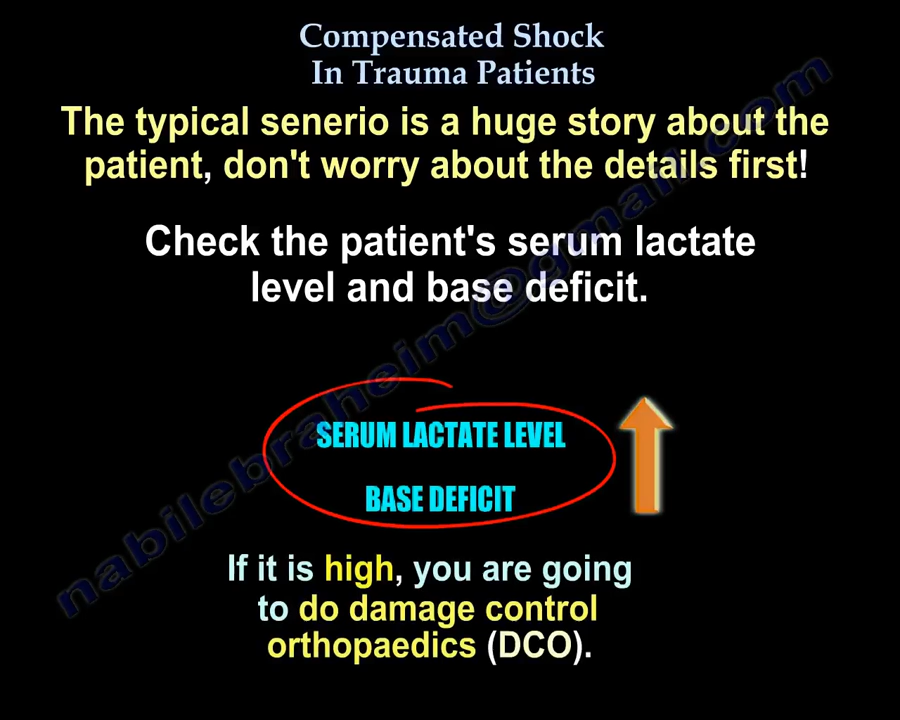 Compensated Shock
In Trauma Patients
The typical senerio is a huge story about the
patient, don't worry about the details first!
Check the patient's serum lactate
level and base deficit.
SERUM LACTATE LEVEL
BASE DEFICIT
If it is high, you are going
to do damage control
orthopaedics (DCO).
nabilebraheim@gmail.com